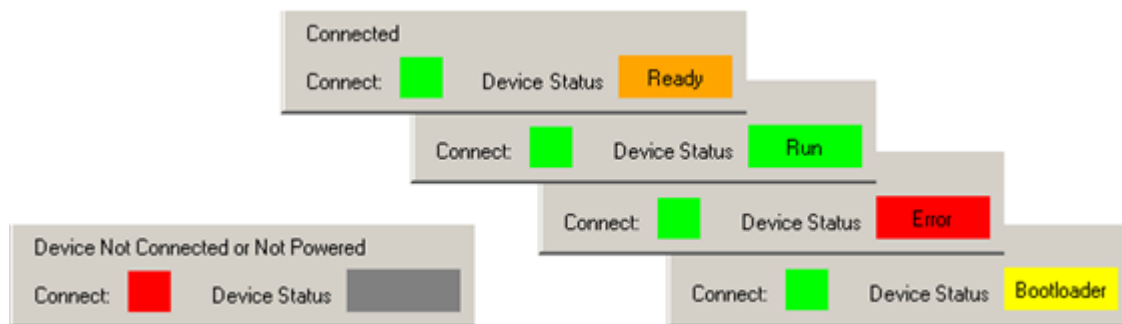 Connected
Connect: Device Status Ready
Connect: Device Status Run
Connect: Device Status Error
Device Not Connected or Not Powered
Connect: Device Status
Connect: Device Status Bootloader